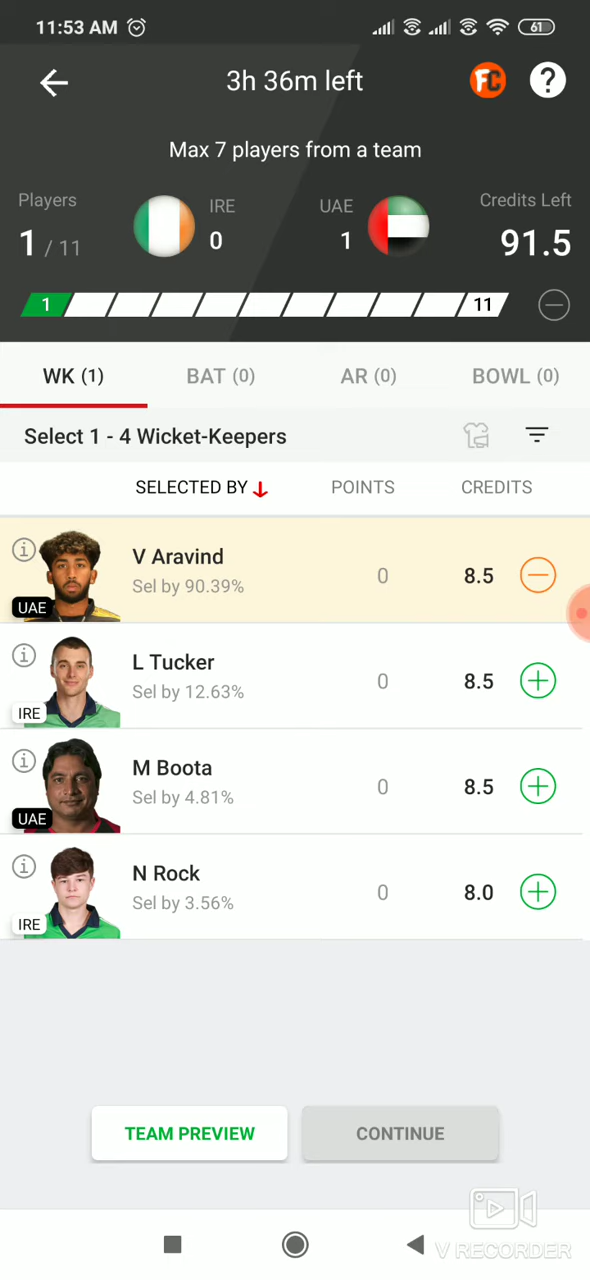 11:53 AM 61
3h 36m left FC ?
Max 7 players from a team
Players IRE UAE Credits Left
1 / 11 0 1 91.5
1 11
WK (1) BAT (0) AR (0) BOWL (0)
Select 1 - 4 Wicket-Keepers
SELECTED BY POINTS CREDITS
V Aravind
Sel by 90.39% 0 8.5
UAE
L Tucker
Sel by 12.63% 0 8.5
IRE
M Boota
Sel by 4.81% 0 8.5
UAE
N Rock
Sel by 3.56% 0 8.0
IRE
TEAM PREVIEW CONTINUE
V RECORDER